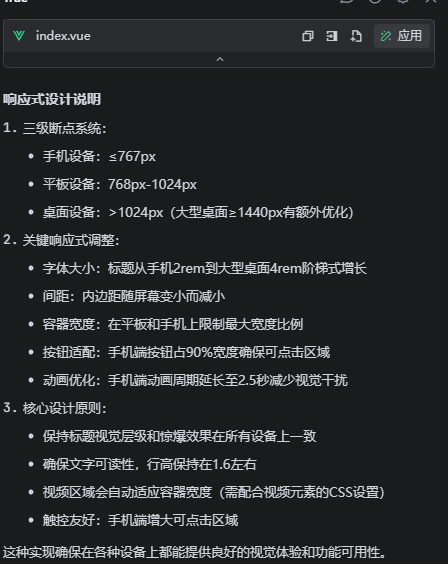 index.vue
应用
响应式设计说明
1. 三级断点系统：
• 手机设备：≤767px
• 平板设备：768px-1024px
• 桌面设备：>1024px（大型桌面≥1440px有额外优化）
2. 关键响应式调整：
• 字体大小：标题从手机2rem到大型桌面4rem阶梯式增长
• 间距：内边距随屏幕变小而减小
• 容器宽度：在平板和手机上限制最大宽度比例
• 按钮适配：手机端按钮占90%宽度确保可点击区域
• 动画优化：手机端动画周期延长至2.5秒减少视觉干扰
3. 核心设计原则：
• 保持标题视觉层级和惊爆效果在所有设备上一致
• 确保文字可读性，行高保持在1.6左右
• 视频区域会自动适应容器宽度（需配合视频元素的CSS设置）
• 触控友好：手机端增大可点击区域
这种实现确保在各种设备上都能提供良好的视觉体验和功能可用性。